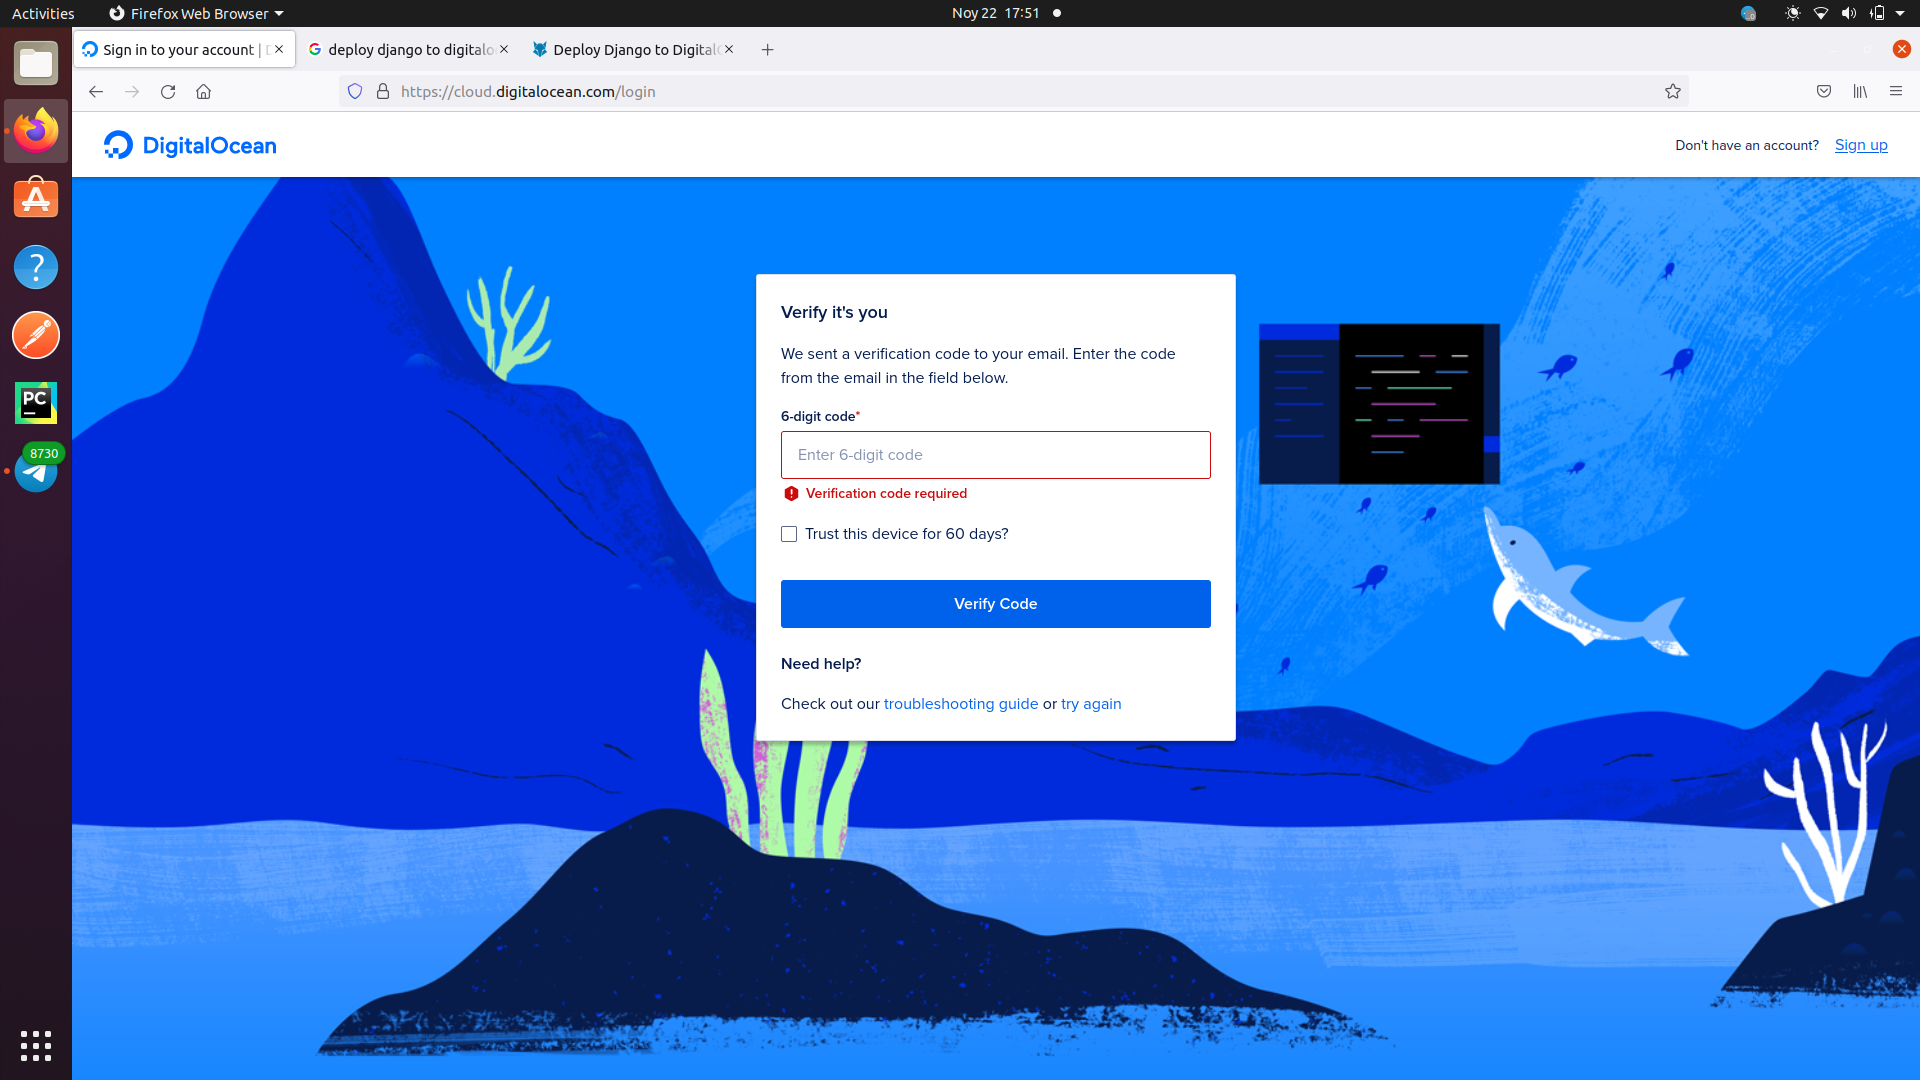 Activities
Firefox Web Browser
Nov 22 17:51
Sign in to your account |
deploy django to digitalo
Deploy Django to Digital
https://cloud.digitalocean.com/login
DigitalOcean
Don't have an account? Sign up
Verify it's you
We sent a verification code to your email. Enter the code
from the email in the field below.
6-digit code*
Enter 6-digit code
Verification code required
Trust this device for 60 days?
Verify Code
Need help?
Check out our troubleshooting guide or try again
PC
8730